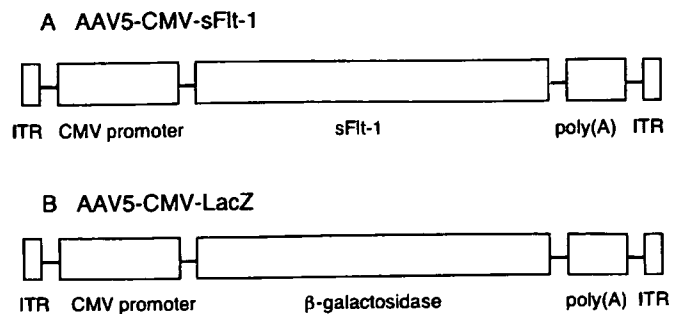 A AAV5-CMV-sFlt-1
ITR CMV promoter sFlt-1 poly(A) ITR
B AAV5-CMV-LacZ
ITR CMV promoter β-galactosidase poly(A) ITR